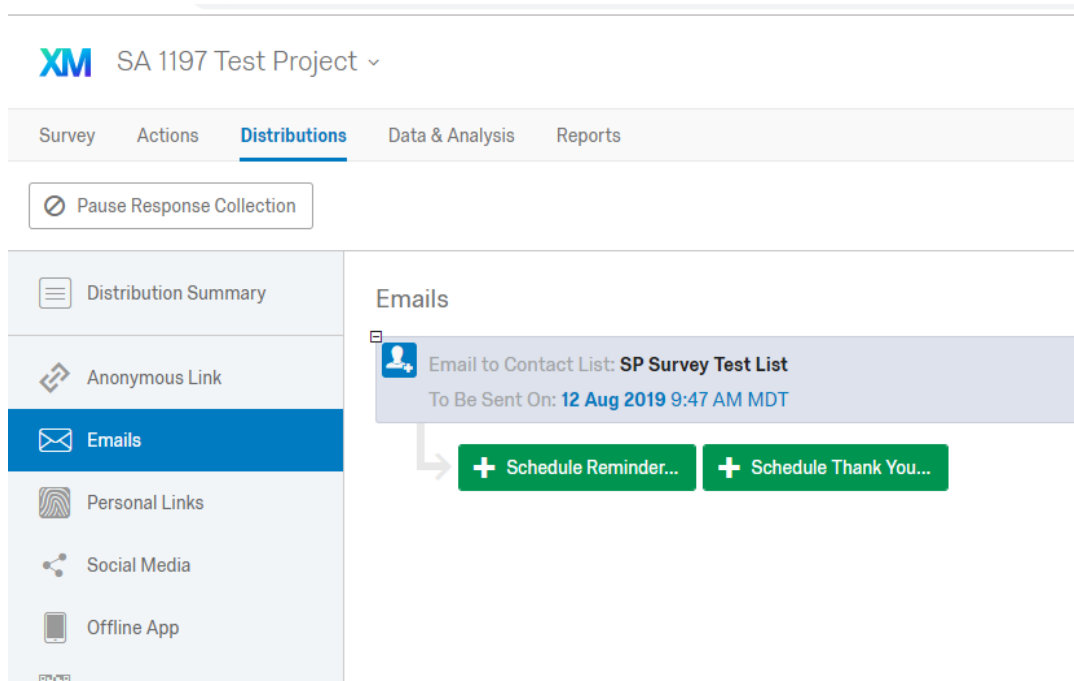 XM SA 1197 Test Project
Survey Actions Distributions Data & Analysis Reports
Pause Response Collection
Distribution Summary
Anonymous Link
Emails
Personal Links
Social Media
Offline App
Emails
Email to Contact List: SP Survey Test List
To Be Sent On: 12 Aug 2019 9:47 AM MDT
Schedule Reminder... Schedule Thank You...